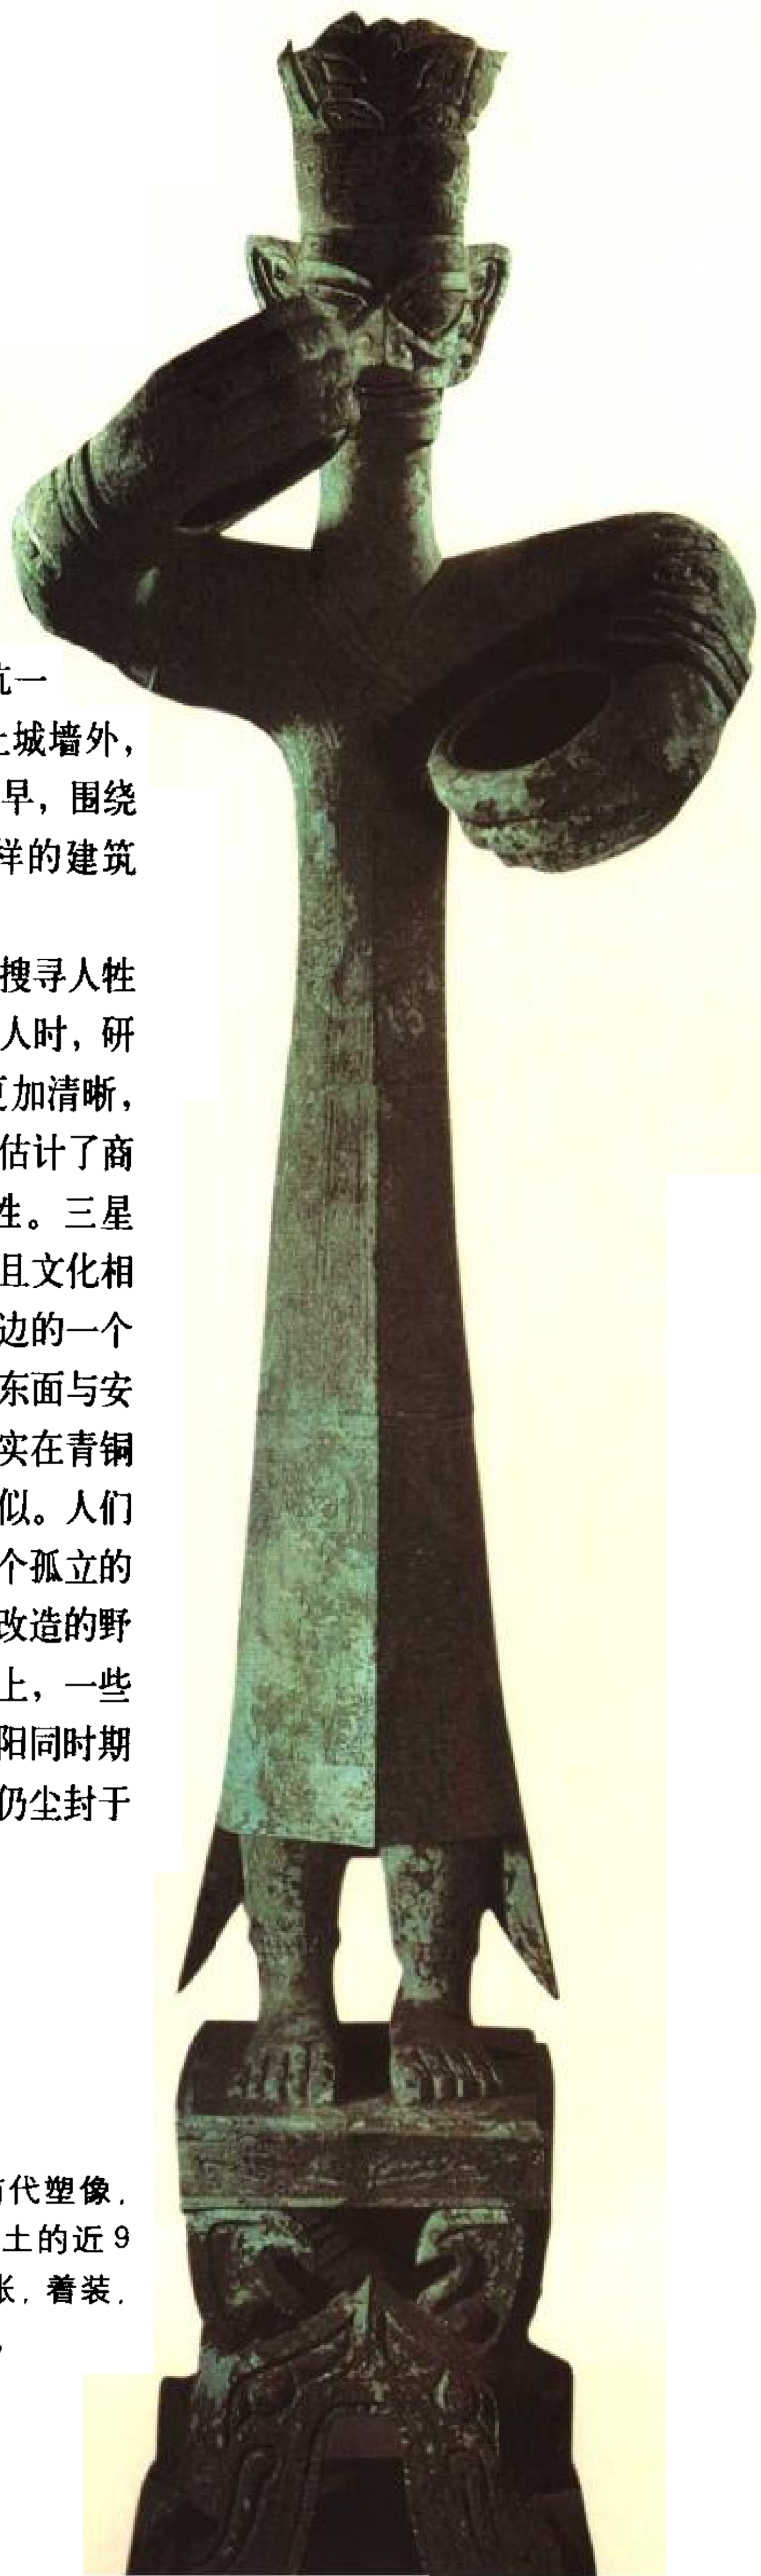 一
城墙外，
早，围绕
样的建筑
搜寻人牲
人时，研
更加清晰，
估计了商
性。三星
且文化相
边的一个
东面与安
实在青铜
似。人们
个孤立的
改造的野
上，一些
阳同时期
仍尘封于
代塑像，
土的近9
张，着装，